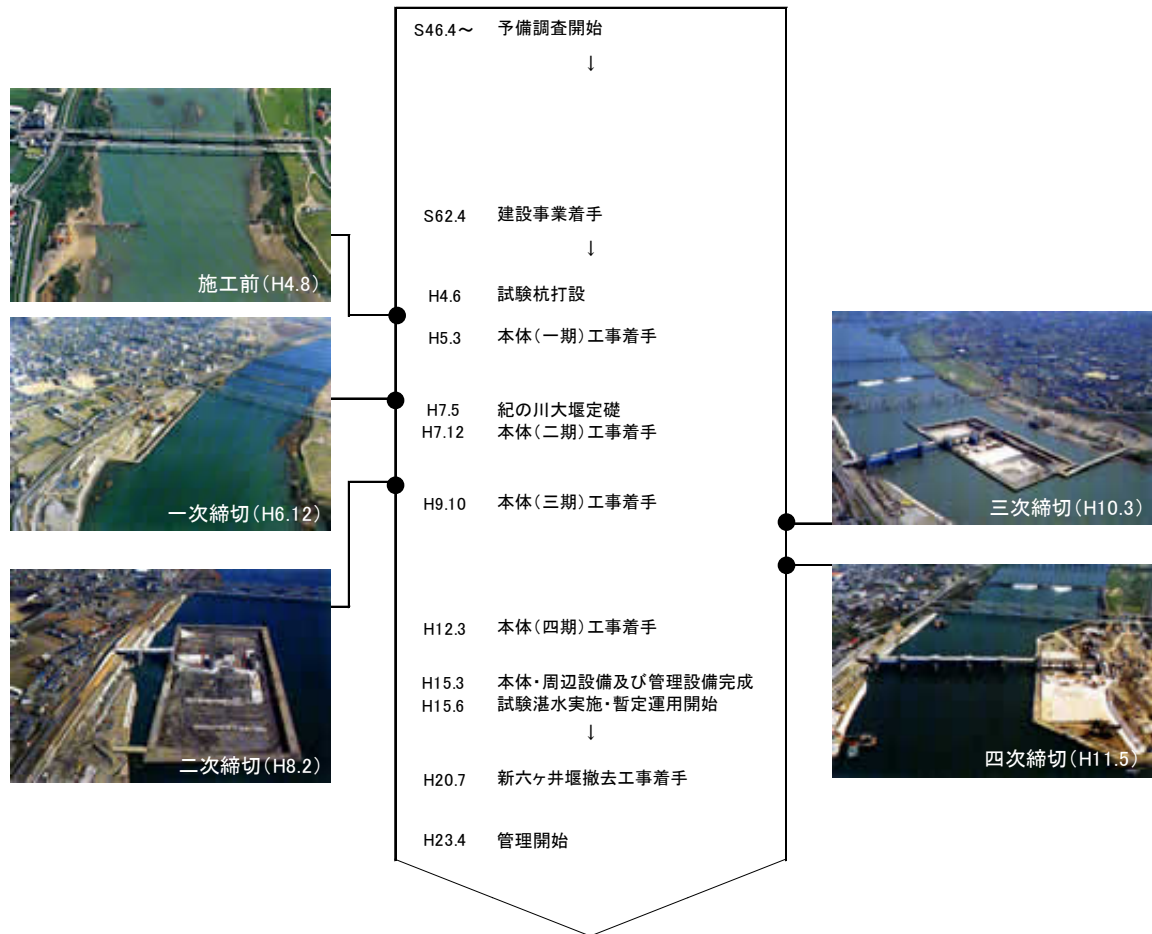 S46.4～ 予備調査開始
↓
S62.4 建設事業着手
↓
施工前(H4.8)
H4.6 試験杭打設
H5.3 本体(一期)工事着手
H7.5 紀の川大堰定礎
H7.12 本体(二期)工事着手
一次締切(H6.12)
H9.10 本体(三期)工事着手
三次締切(H10.3)
H12.3 本体(四期)工事着手
H15.3 本体・周辺設備及び管理設備完成
H15.6 試験湛水実施・暫定運用開始
↓
二次締切(H8.2)
四次締切(H11.5)
H20.7 新六ヶ井堰撤去工事着手
H23.4 管理開始